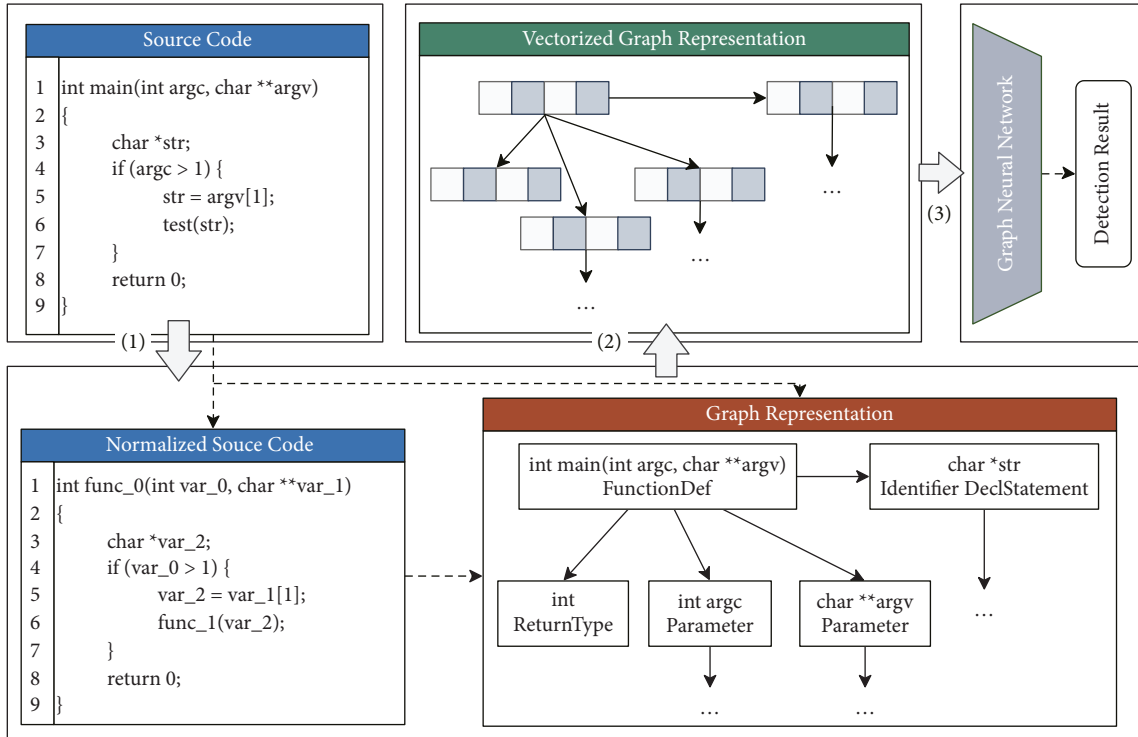 Source Code
1 int main(int argc, char **argv)
2 {
3 char *str;
4 if (argc > 1) {
5 str = argv[1];
6 test(str);
7 }
8 return 0;
9 }
(1)
Vectorized Graph Representation
...
...
...
(2)
(3)
Graph Neural Network
Detection Result
Normalized Souce Code
1 int func_0(int var_0, char **var_1)
2 {
3 char *var_2;
4 if (var_0 > 1) {
5 var_2 = var_1[1];
6 func_1(var_2);
7 }
8 return 0;
9 }
Graph Representation
int main(int argc, char **argv)
FunctionDef
char *str
Identifier DeclStatement
int
ReturnType
int argc
Parameter
char **argv
Parameter
...
...
...